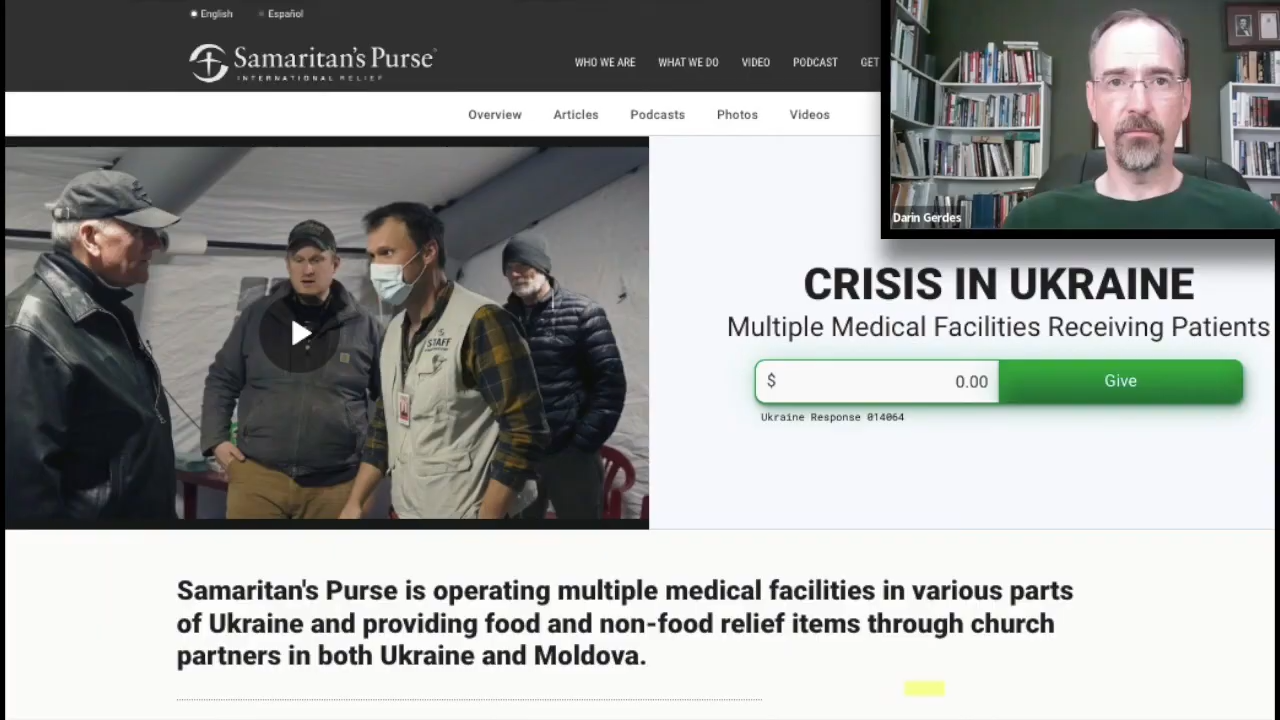 English
Español
Samaritan's Purse
INTERNATIONAL RELIEF
WHO WE ARE
WHAT WE DO
VIDEO
PODCAST
GET
Overview
Articles
Podcasts
Photos
Videos
Darin Gerdes
STAFF
CRISIS IN UKRAINE
Multiple Medical Facilities Receiving Patients
$ 0.00
Give
Ukraine Response 014064
Samaritan's Purse is operating multiple medical facilities in various parts
of Ukraine and providing food and non-food relief items through church
partners in both Ukraine and Moldova.